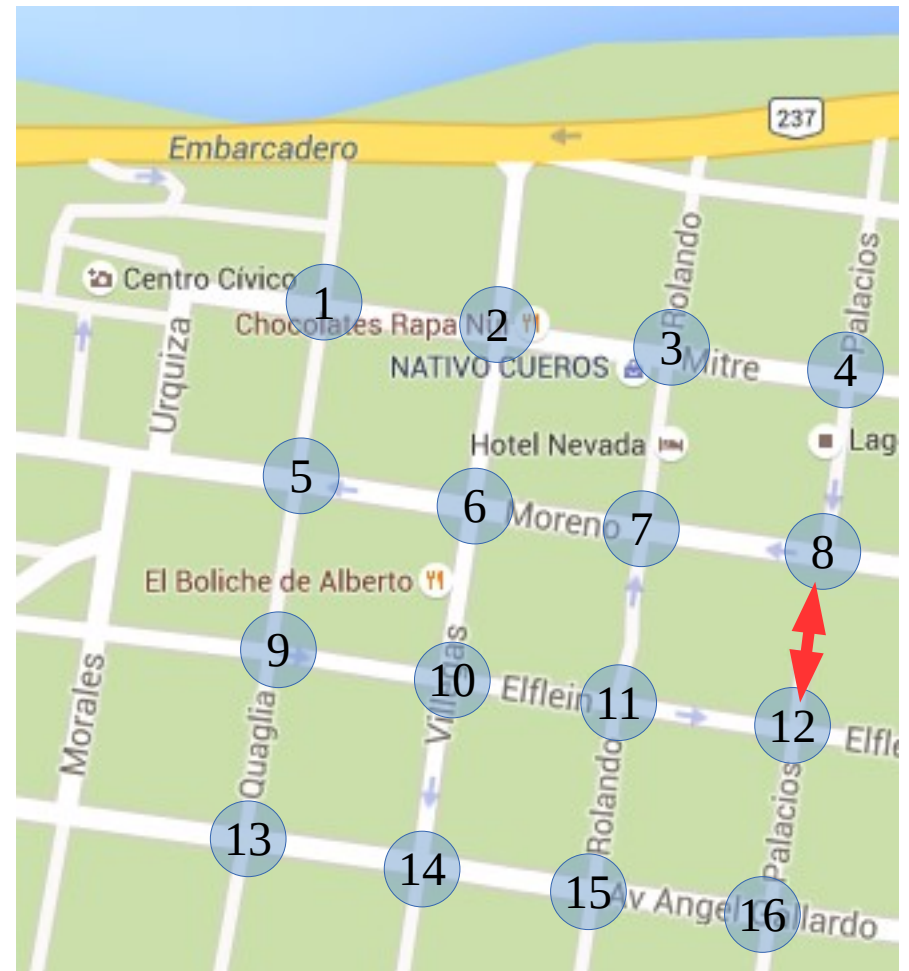 237
Embarcadero
Rolando
Palacios
Centro Cívico
1
Chocolates Rapa
2
3
Mitre
4
NATIVO CUEROS
Urquiza
Hotel Nevada
Lag
5
6
Moreno
7
8
El Boliche de Alberto
9
10
Elflein
11
12
Elfle
Morales
Quaglia
Villegas
Rolando
Palacios
13
14
15
Av Angel Gallardo
16